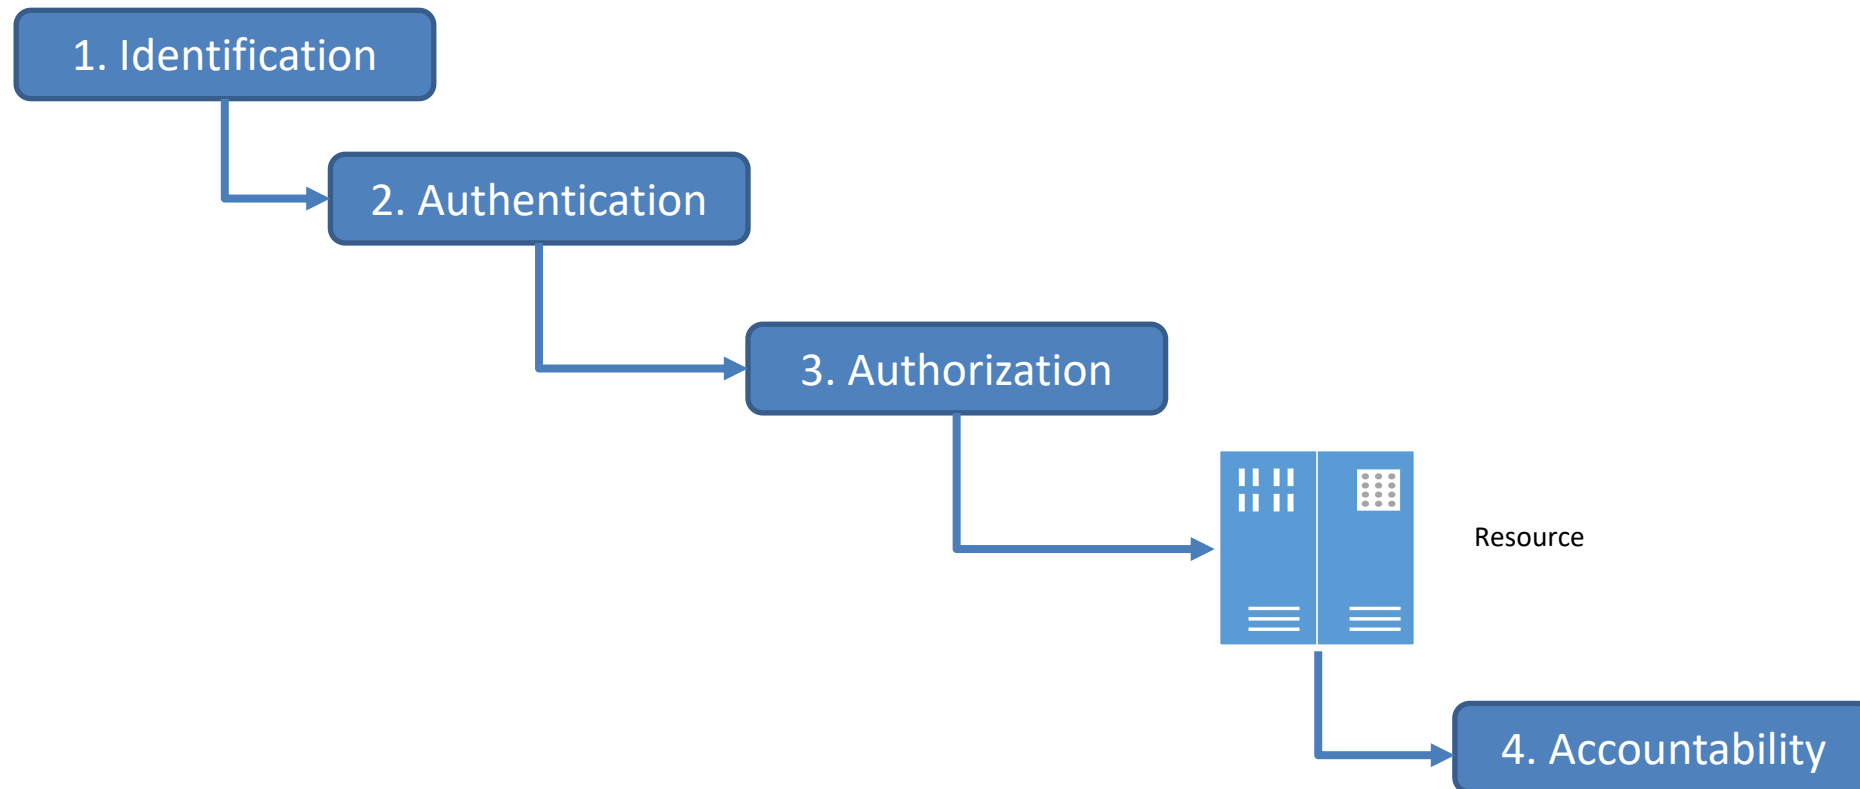 1. Identification
2. Authentication
3. Authorization
Resource
4. Accountability